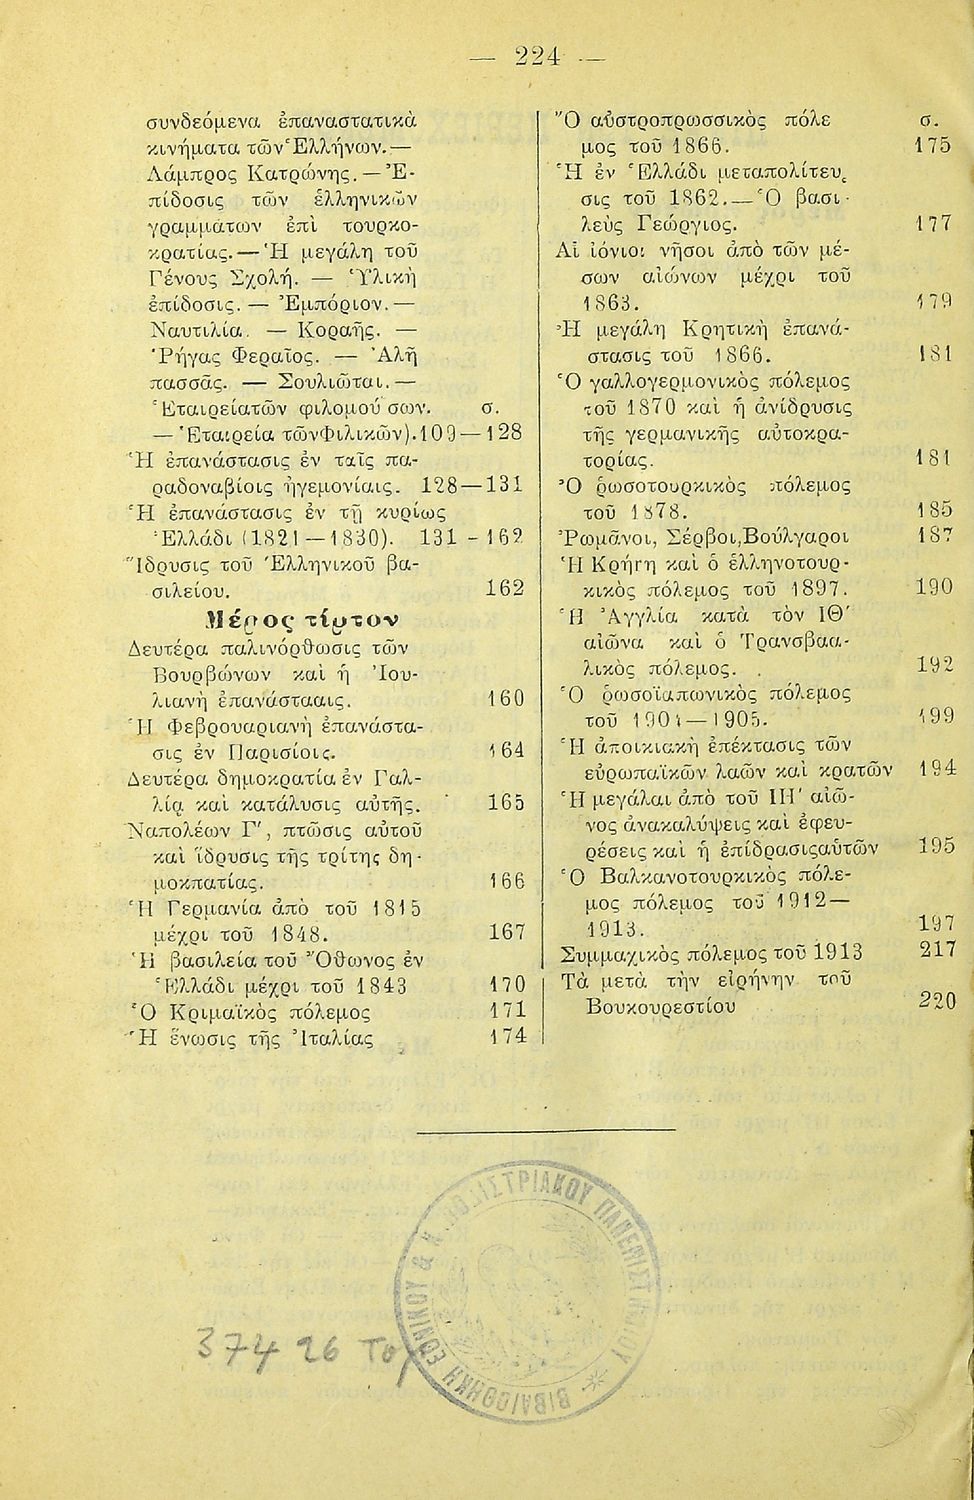 — 224 —
συνδεόμενα ἐπαναστατικὰ
κινήματα τῶν Ἑλλήνων.—
Λάμπρος Κατρώνης. — Ἐ-
πίδοσις τῶν ἑλληνικῶν
γραμμάτων ἐπὶ τουρκο-
κρατίας. — Ἡ μεγάλη τοῦ
Γένους Σχολή. — Ὑλικὴ
ἐπίδοσις. — Ἐμπόριον. —
Ναυτιλία. — Κοραῆς. —
Ῥήγας Φεραῖος. — Ἀλῆ
πασσᾶς. — Σουλιῶται. —
Ἑταιρείατῶν φιλομούσων. σ.
— Ἑταιρεία τῶνΦιλικῶν).109—128
Ἡ ἐπανάστασις ἐν ταῖς πα-
ραδοναβίοις ἡγεμονίαις. 128—131
Ἡ ἐπανάστασις ἐν τῇ κυρίως
Ἑλλάδι (1821—1830). 131-162
Ἵδρυσις τοῦ Ἑλληνικοῦ βα-
σιλείου. 162
Μέρος τίρτον
Δευτέρα παλινόρθωσις τῶν
Βουρβώνων καὶ ἡ Ἰου-
λιανὴ ἐπανάστααις. 160
Ἡ Φεβρουαριανὴ ἐπανάστα-
σις ἐν Παρισίοις. 164
Δευτέρα δημοκρατία ἐν Γαλ-
λίᾳ καὶ κατάλυσις αὐτῆς. 165
Ναπολέων Γ', πτῶσις αὐτοῦ
καὶ ἵδρυσις τῆς τρίτης δη-
μοκπατίας. 166
Ἡ Γερμανία ἀπὸ τοῦ 1815
μέχρι τοῦ 1848. 167
Ἡ βασιλεία τοῦ Ὄθωνος ἐν
Ἑλλάδι μέχρι τοῦ 1843 170
Ὁ Κριμαϊκὸς πόλεμος 171
Ἡ ἕνωσις τῆς Ἰταλίας 174
Ὁ αὐστροπρωσσικὸς πόλε σ.
μος τοῦ 1866. 175
Ἡ ἐν Ἑλλάδι μεταπολίτευ
σις τοῦ 1862.— Ὁ βασι-
λεὺς Γεώργιος. 177
Αἱ ἰόνιοι νῆσοι ἀπὸ τῶν μέ-
σων αἰώνων μέχρι τοῦ
1863. 179
Ἡ μεγάλη Κρητικὴ ἐπανά-
στασις τοῦ 1866. 181
Ὁ γαλλογερμονικὸς πόλεμος
τοῦ 1870 καὶ ἡ ἀνίδρυσις
τῆς γερμανικῆς αὐτοκρα-
τορίας. 181
Ὁ ῥωσοτουρκικὸς πόλεμος
τοῦ 1878. 185
Ῥωμᾶνοι, Σέρβοι,Βούλγαροι 187
Ἡ Κρήτη καὶ ὁ ἑλληνοτουρ-
κικὸς πόλεμος τοῦ 1897. 190
Ἡ Ἀγγλία κατὰ τὸν ΙΘ'
αἰῶνα καὶ ὁ Τρανσβαα-
λικὸς πόλεμος. . 192
Ὁ ῥωσοϊαπωνικὸς πόλεμος
τοῦ 1904—1905. 199
Ἡ ἀποικιακὴ ἐπέκτασις τῶν
εὐρωπαϊκῶν λαῶν καὶ κρατῶν 194
Ἡ μεγάλαι ἀπὸ τοῦ ΙΗ' αἰῶ-
νος ἀνακαλύψεις καὶ ἐφευ-
ρέσεις καὶ ἡ ἐπίδρασιςαὐτῶν 195
Ὁ Βαλκανοτουρκικὸς πόλε-
μος πόλεμος τοῦ 1912—
1913. 197
Συμμαχικὸς πόλεμος τοῦ 1913 217
Τὰ μετὰ τὴν εἰρήνην τοῦ
Βουκουρεστίου 220
ΠΑΝΕΠΙΣΤΗΜΙΟΥ
ΒΙΒΛΙΟΘΗΚΗ
37426